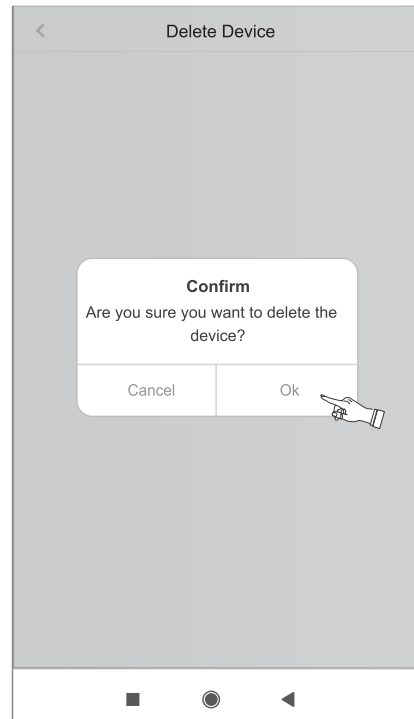 Delete Device
Confirm
Are you sure you want to delete the
device?
Cancel
Ok